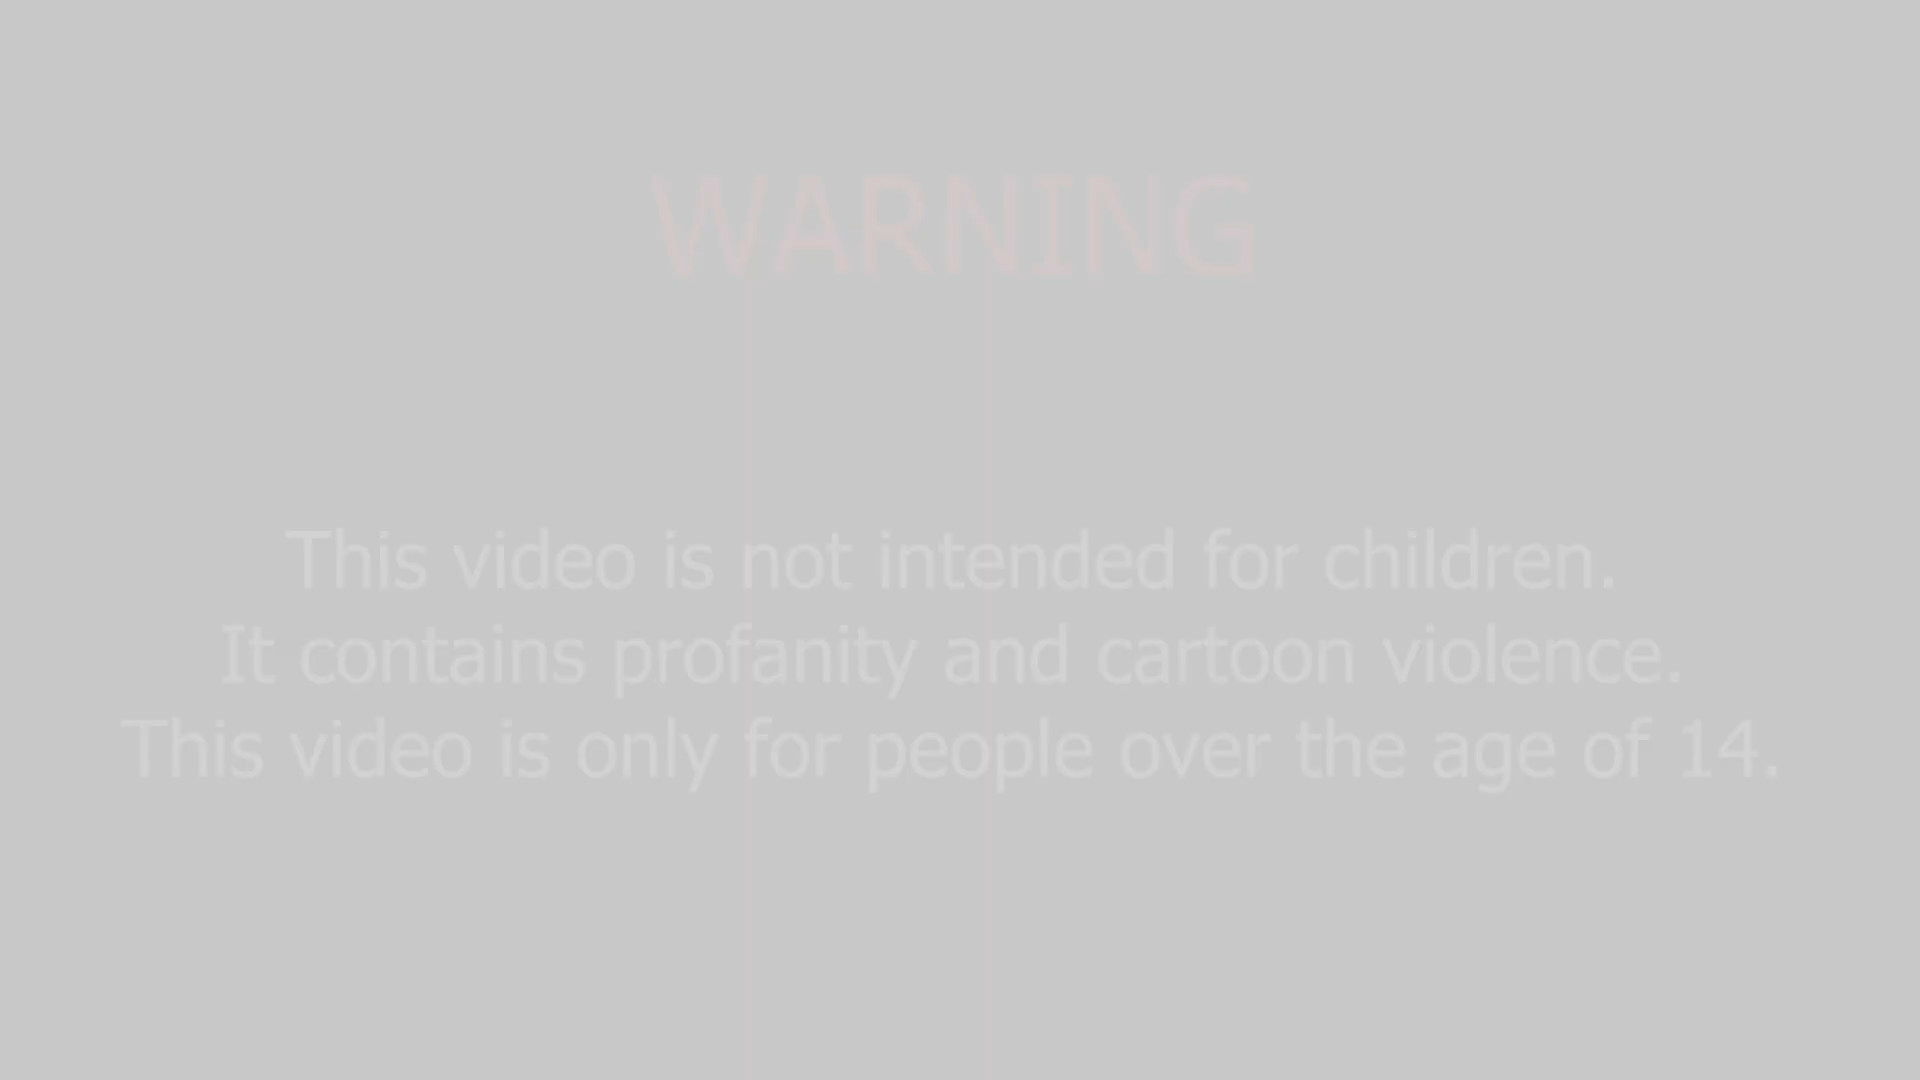 WARNING
This video is not intended for children.
It contains profanity and cartoon violence.
This video is only for people over the age of 14.